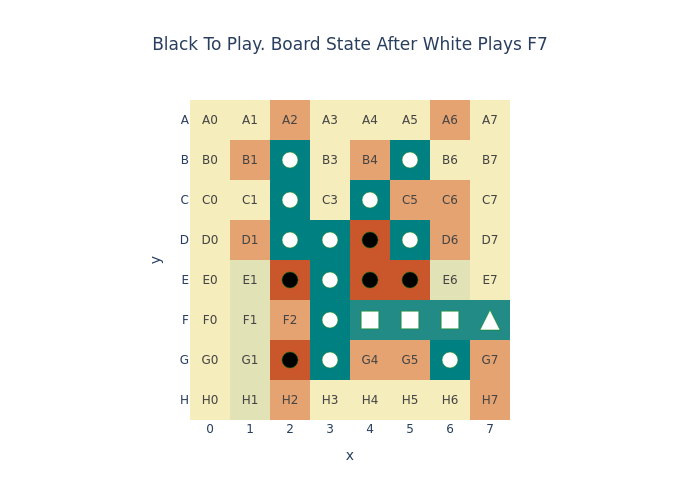 Black To Play. Board State After White Plays F7
A A0 A1 A2 A3 A4 A5 A6 A7
B B0 B1 B3 B4 B6 B7
C C0 C1 C3 C5 C6 C7
D D0 D1 D6 D7
E E0 E1 E6 E7
F F0 F1 F2
G G0 G1 G4 G5 G7
H H0 H1 H2 H3 H4 H5 H6 H7
0 1 2 3 4 5 6 7
x
y